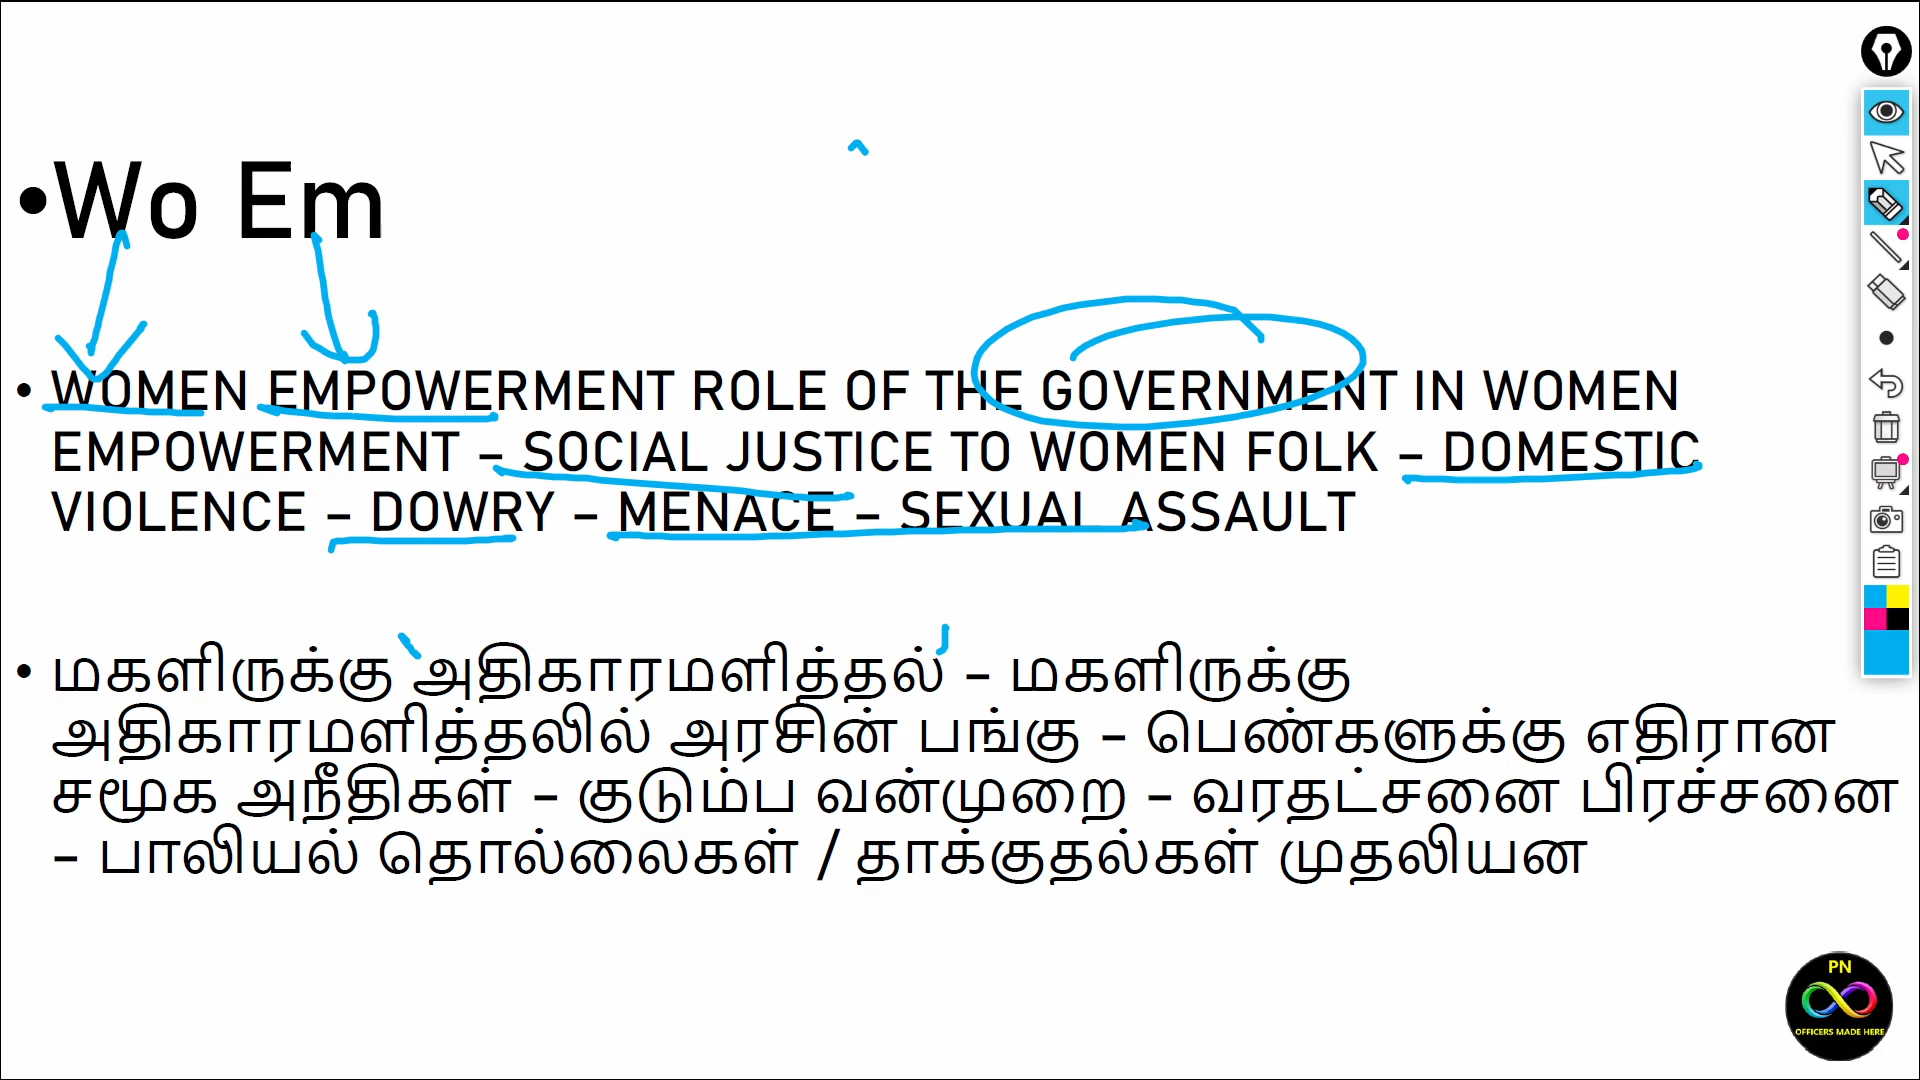 •Wo Em
• WOMEN EMPOWERMENT ROLE OF THE GOVERNMENT IN WOMEN
EMPOWERMENT – SOCIAL JUSTICE TO WOMEN FOLK – DOMESTIC
VIOLENCE – DOWRY – MENACE – SEXUAL ASSAULT
• மகளிருக்கு அதிகாரமளித்தல் – மகளிருக்கு
அதிகாரமளித்தலில் அரசின் பங்கு – பெண்களுக்கு எதிரான
சமூக அநீதிகள் – குடும்ப வன்முறை – வரதட்சனை பிரச்சனை
– பாலியல் தொல்லைகள் / தாக்குதல்கள் முதலியன
PN
OFFICERS MADE HERE